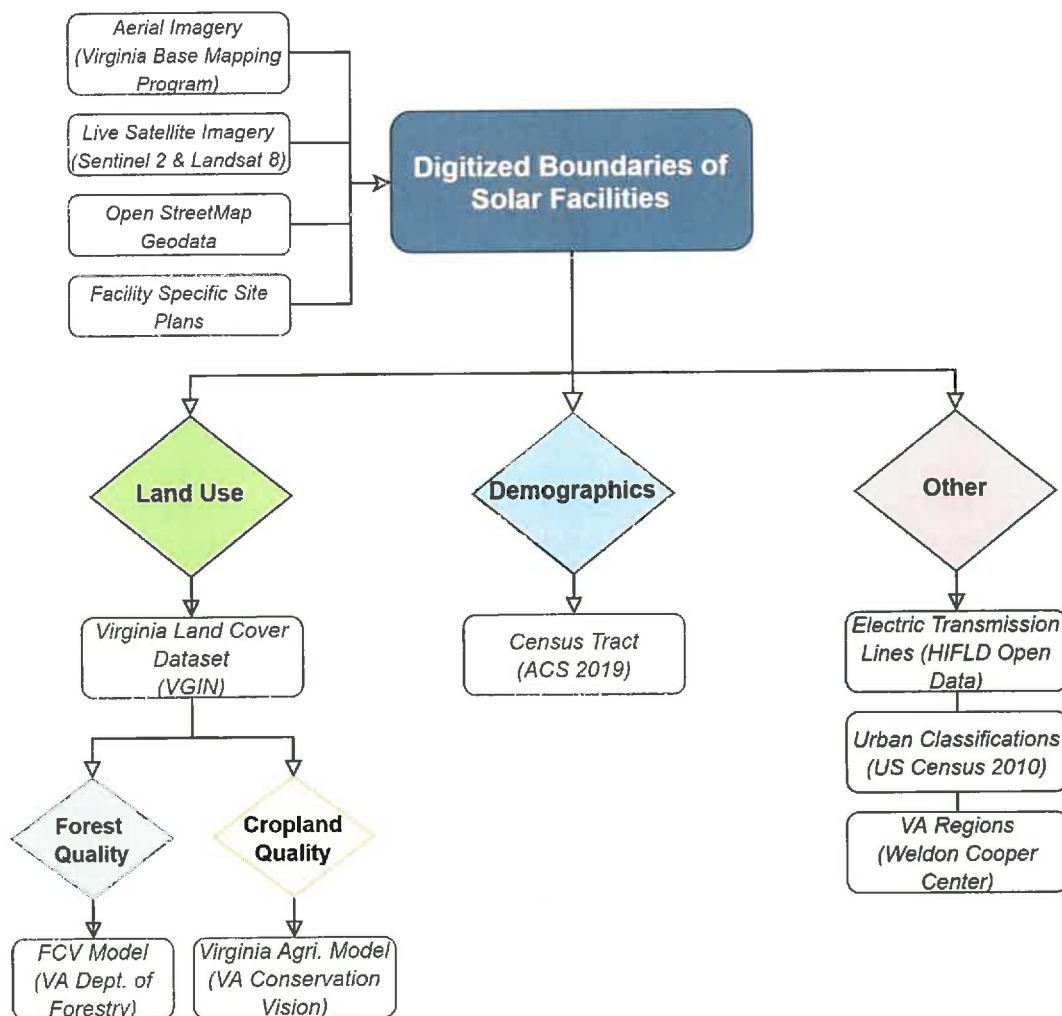 Aerial Imagery
(Virginia Base Mapping
Program)
Live Satellite Imagery
(Sentinel 2 & Landsat 8)
Open StreetMap
Geodata
Facility Specific Site
Plans
Digitized Boundaries of
Solar Facilities
Land Use
Demographics
Other
Virginia Land Cover
Dataset
(VGIN)
Census Tract
(ACS 2019)
Electric Transmission
Lines (HIFLD Open
Data)
Urban Classifications
(US Census 2010)
VA Regions
(Weldon Cooper
Center)
Forest
Quality
Cropland
Quality
FCV Model
(VA Dept. of
Forestry)
Virginia Agri. Model
(VA Conservation
Vision)